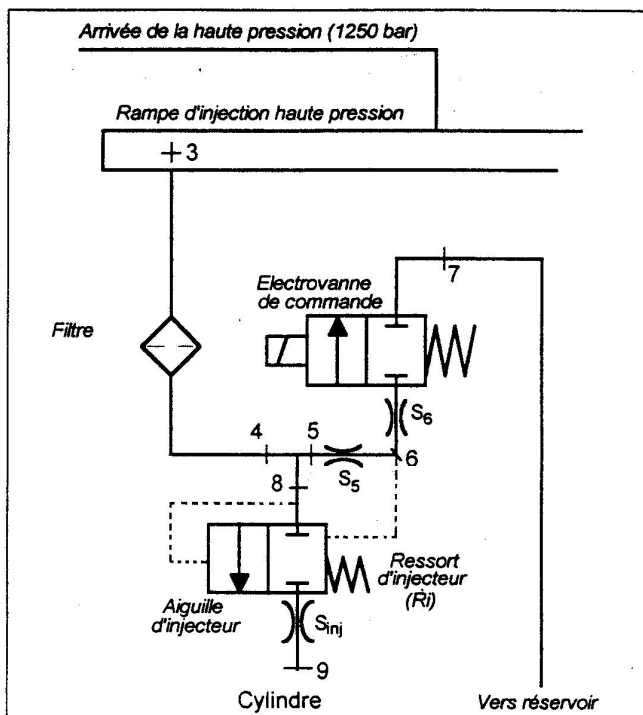 Arrivée de la haute pression (1250 bar)
Rampe d'injection haute pression
3
7
Electrovanne
de commande
Filtre
S6
4
5
6
S5
8
Ressort
d'injecteur
(Ri)
Aiguille
d'injecteur
Sinj
9
Cylindre
Vers réservoir